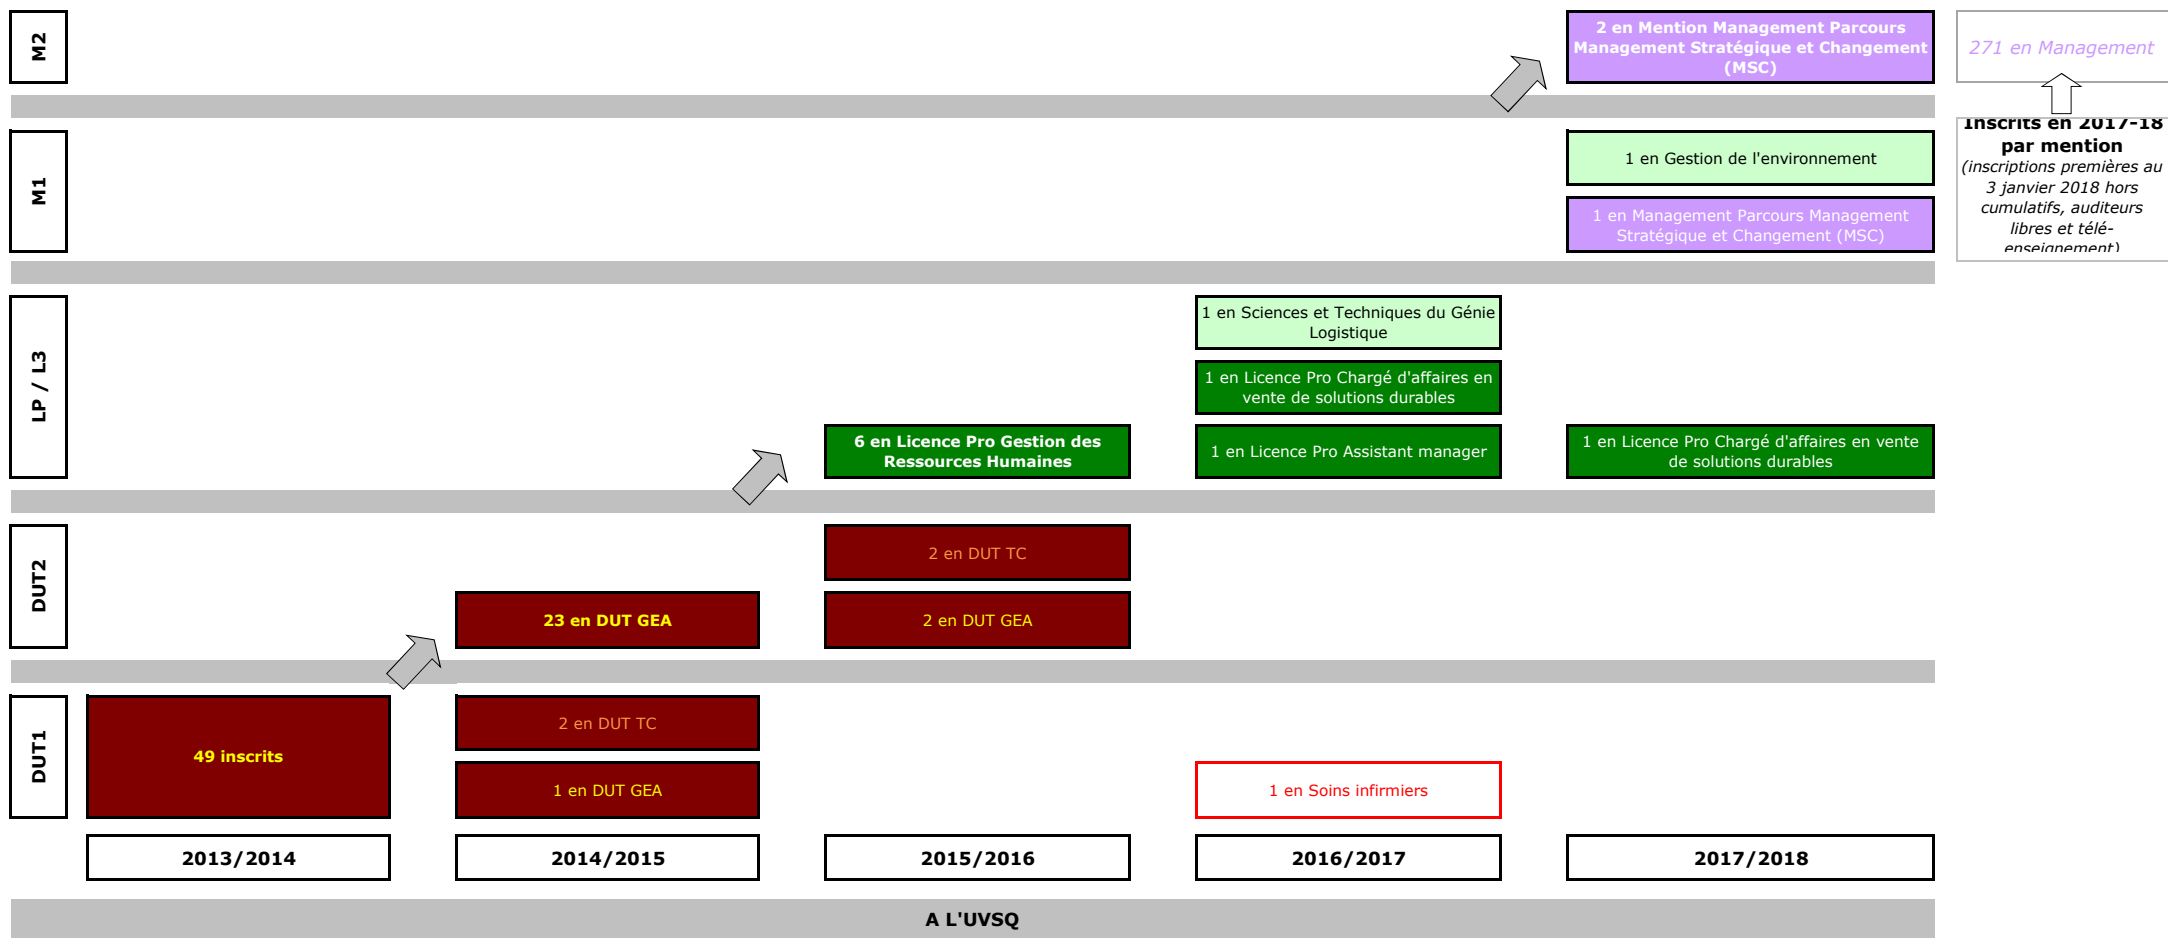 M2
2 en Mention Management Parcours
Management Stratégique et Changement
(MSC)
271 en Management
M1
1 en Gestion de l'environnement
1 en Management Parcours Management
Stratégique et Changement (MSC)
Inscrits en 2017-18
par mention
(inscriptions premières au
3 janvier 2018 hors
cumulatifs, auditeurs
libres et télé-
enseignement)
LP / L3
1 en Sciences et Techniques du Génie
Logistique
1 en Licence Pro Chargé d'affaires en
vente de solutions durables
6 en Licence Pro Gestion des
Ressources Humaines
1 en Licence Pro Assistant manager
1 en Licence Pro Chargé d'affaires en vente
de solutions durables
DUT2
2 en DUT TC
23 en DUT GEA
2 en DUT GEA
DUT1
49 inscrits
2 en DUT TC
1 en DUT GEA
1 en Soins infirmiers
2013/2014
2014/2015
2015/2016
2016/2017
2017/2018
A L'UVSQ